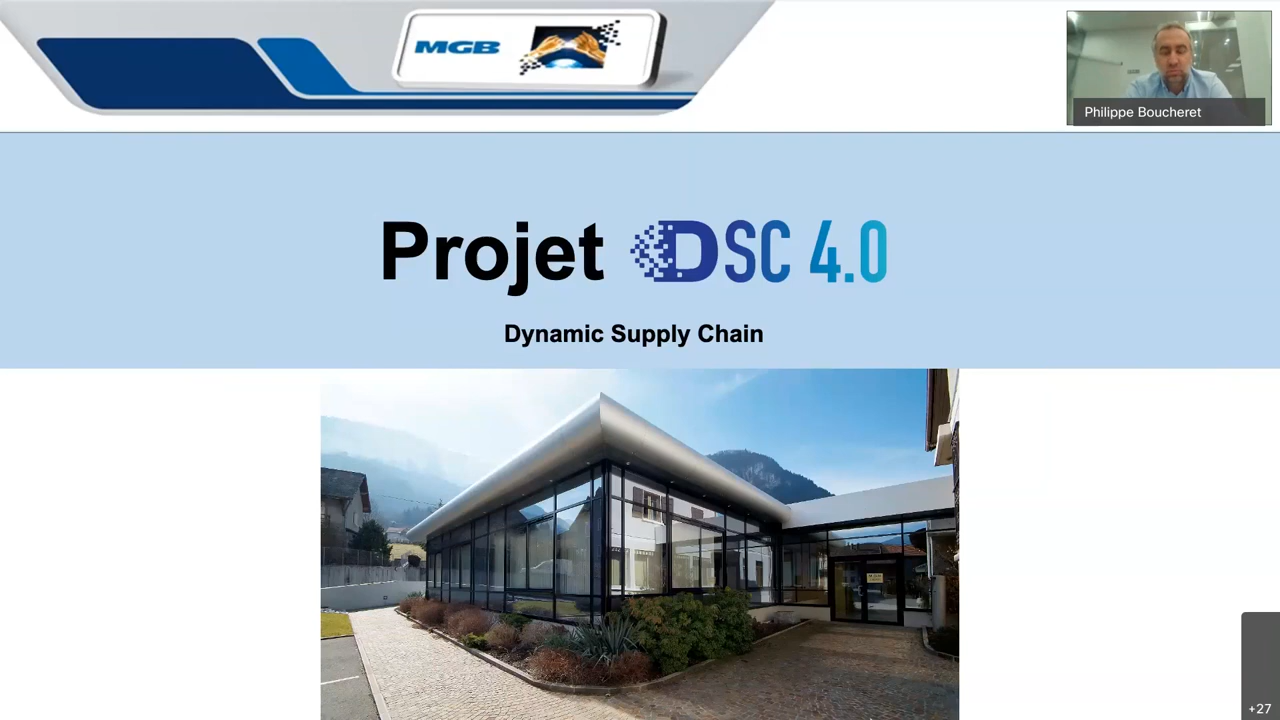 MGB
Philippe Boucheret
Projet DSC 4.0
Dynamic Supply Chain
+27